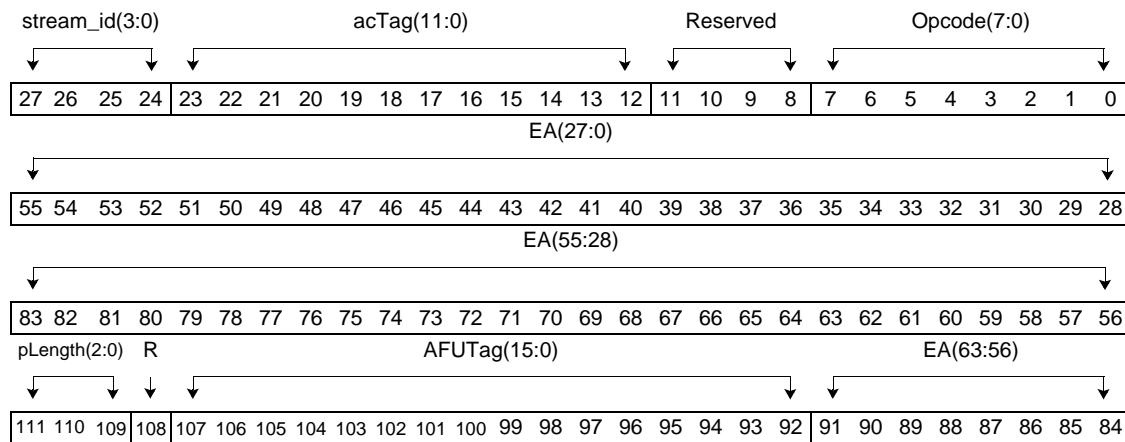 stream_id(3:0) acTag(11:0) Reserved Opcode(7:0)
27 26 25 24 23 22 21 20 19 18 17 16 15 14 13 12 11 10 9 8 7 6 5 4 3 2 1 0
EA(27:0)
55 54 53 52 51 50 49 48 47 46 45 44 43 42 41 40 39 38 37 36 35 34 33 32 31 30 29 28
EA(55:28)
83 82 81 80 79 78 77 76 75 74 73 72 71 70 69 68 67 66 65 64 63 62 61 60 59 58 57 56
pLength(2:0) R AFUTag(15:0) EA(63:56)
111 110 109 108 107 106 105 104 103 102 101 100 99 98 97 96 95 94 93 92 91 90 89 88 87 86 85 84